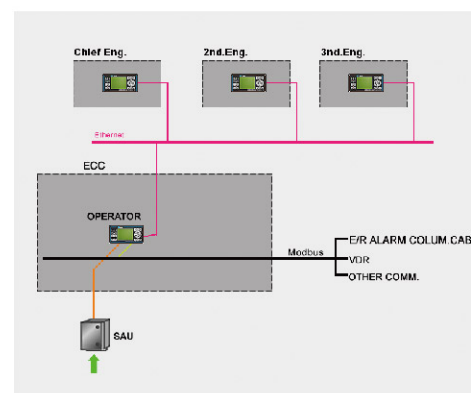 Chief Eng.
2nd.Eng.
3nd.Eng.
Ethernet
ECC
OPERATOR
Modbus
E/R ALARM COLUM.CAB
VDR
OTHER COMM.
SAU